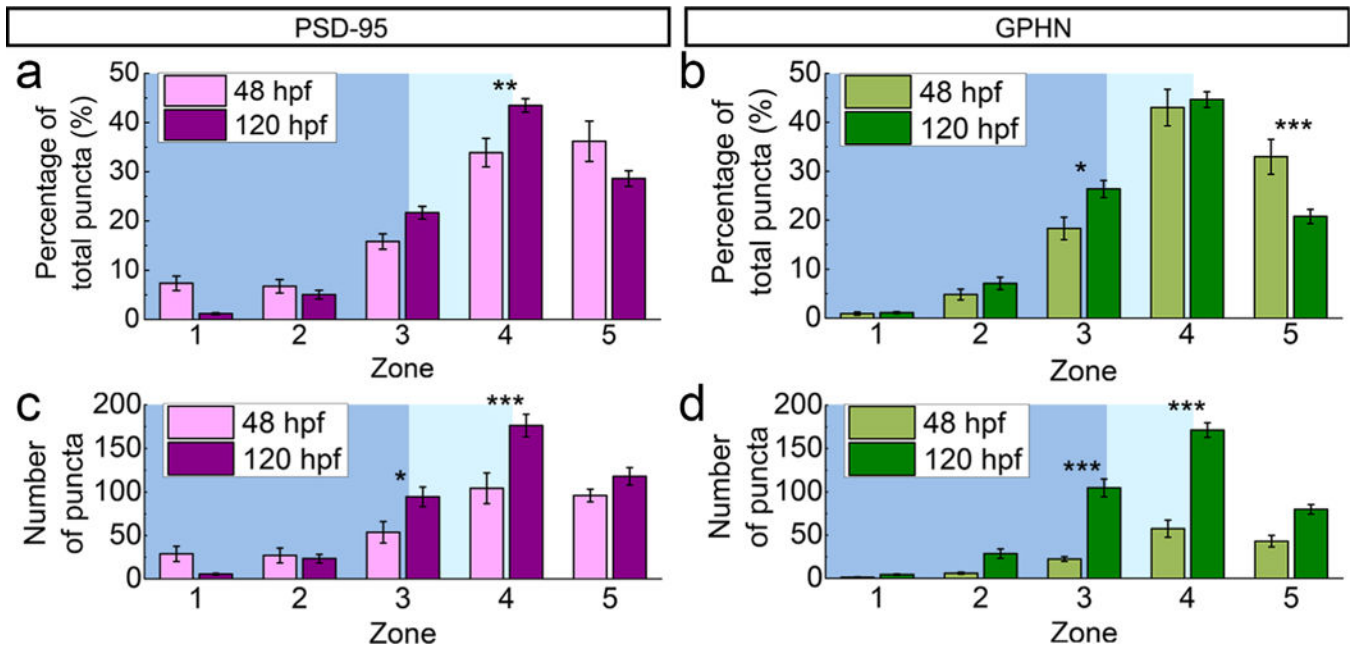 PSD-95
GPHN
a
Percentage of
total puncta (%)
50
40
30
20
10
0
48 hpf
120 hpf
**
1 2 3 4 5
Zone
b
Percentage of
total puncta (%)
50
40
30
20
10
0
48 hpf
120 hpf
*
***
1 2 3 4 5
Zone
c
Number
of puncta
200
150
100
50
0
48 hpf
120 hpf
*
***
1 2 3 4 5
Zone
d
Number
of puncta
200
150
100
50
0
48 hpf
120 hpf
***
***
1 2 3 4 5
Zone